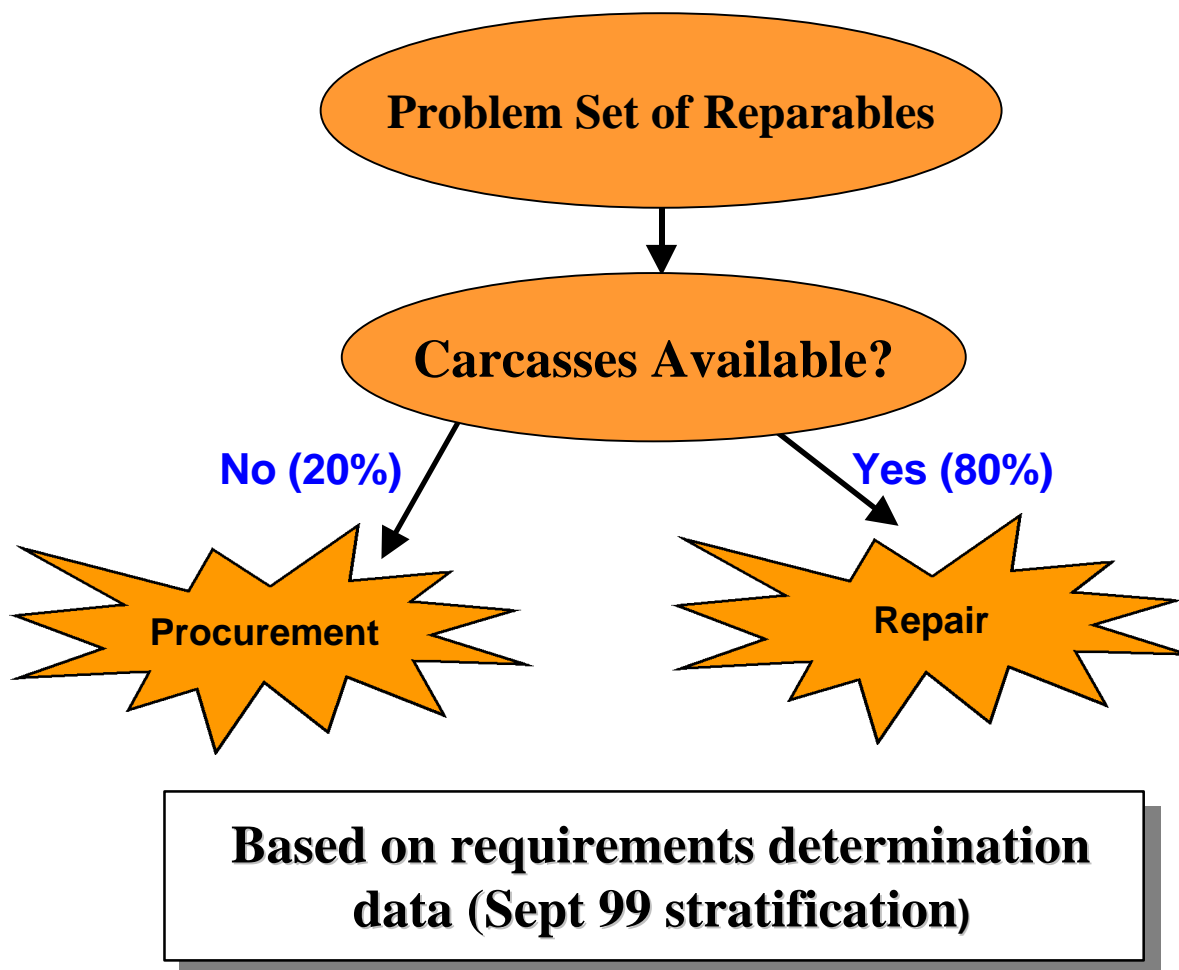 Problem Set of Reparables
Carcasses Available?
No (20%)
Yes (80%)
Procurement
Repair
Based on requirements determination
data (Sept 99 stratification)